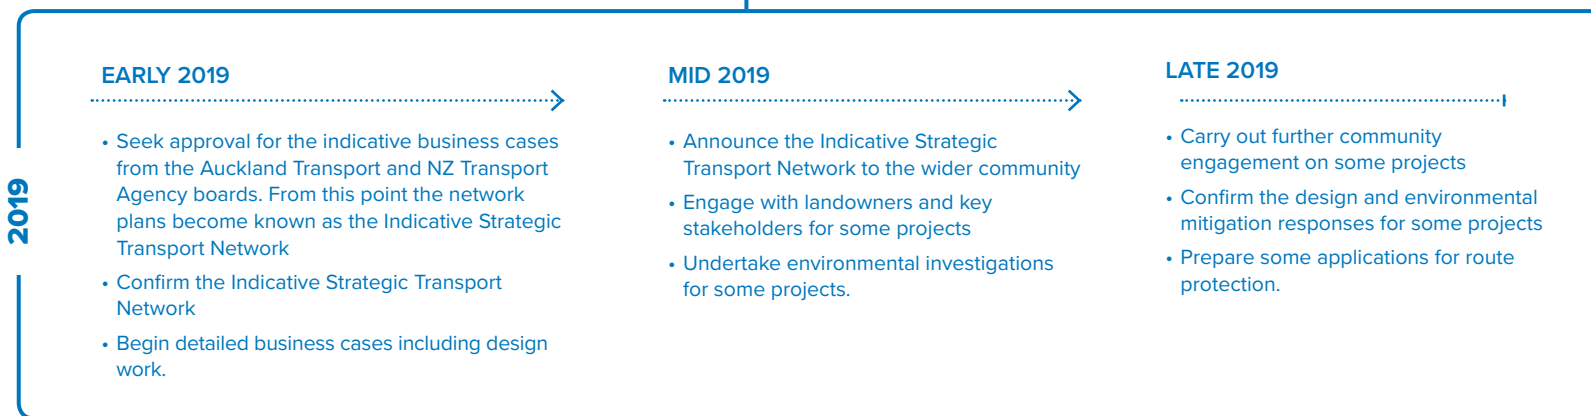 2019
EARLY 2019
• Seek approval for the indicative business cases
from the Auckland Transport and NZ Transport
Agency boards. From this point the network
plans become known as the Indicative Strategic
Transport Network
• Confirm the Indicative Strategic Transport
Network
• Begin detailed business cases including design
work.
MID 2019
• Announce the Indicative Strategic
Transport Network to the wider community
• Engage with landowners and key
stakeholders for some projects
• Undertake environmental investigations
for some projects.
LATE 2019
• Carry out further community
engagement on some projects
• Confirm the design and environmental
mitigation responses for some projects
• Prepare some applications for route
protection.